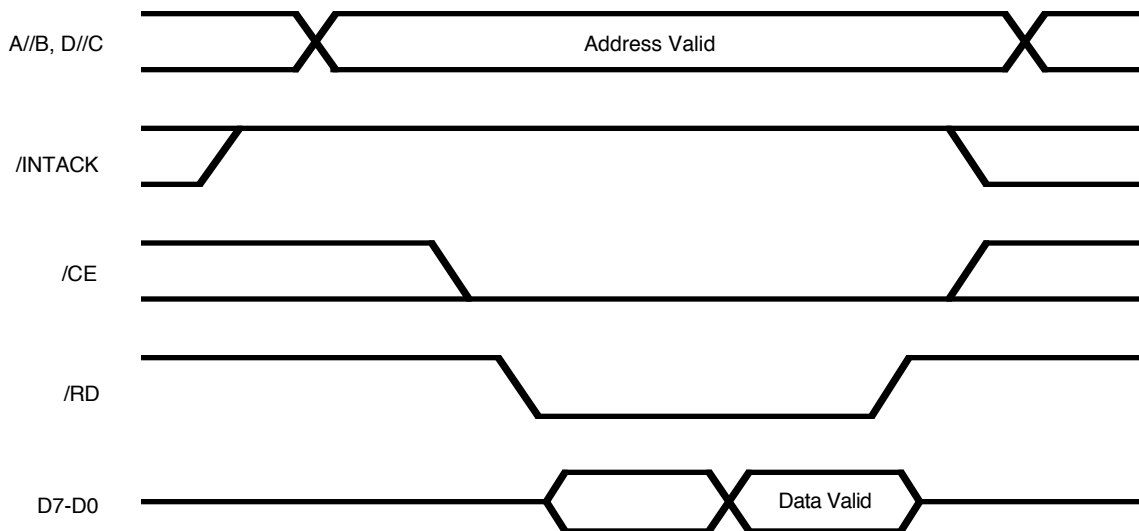 A//B, D//C
Address Valid
/INTACK
/CE
/RD
D7-D0
Data Valid